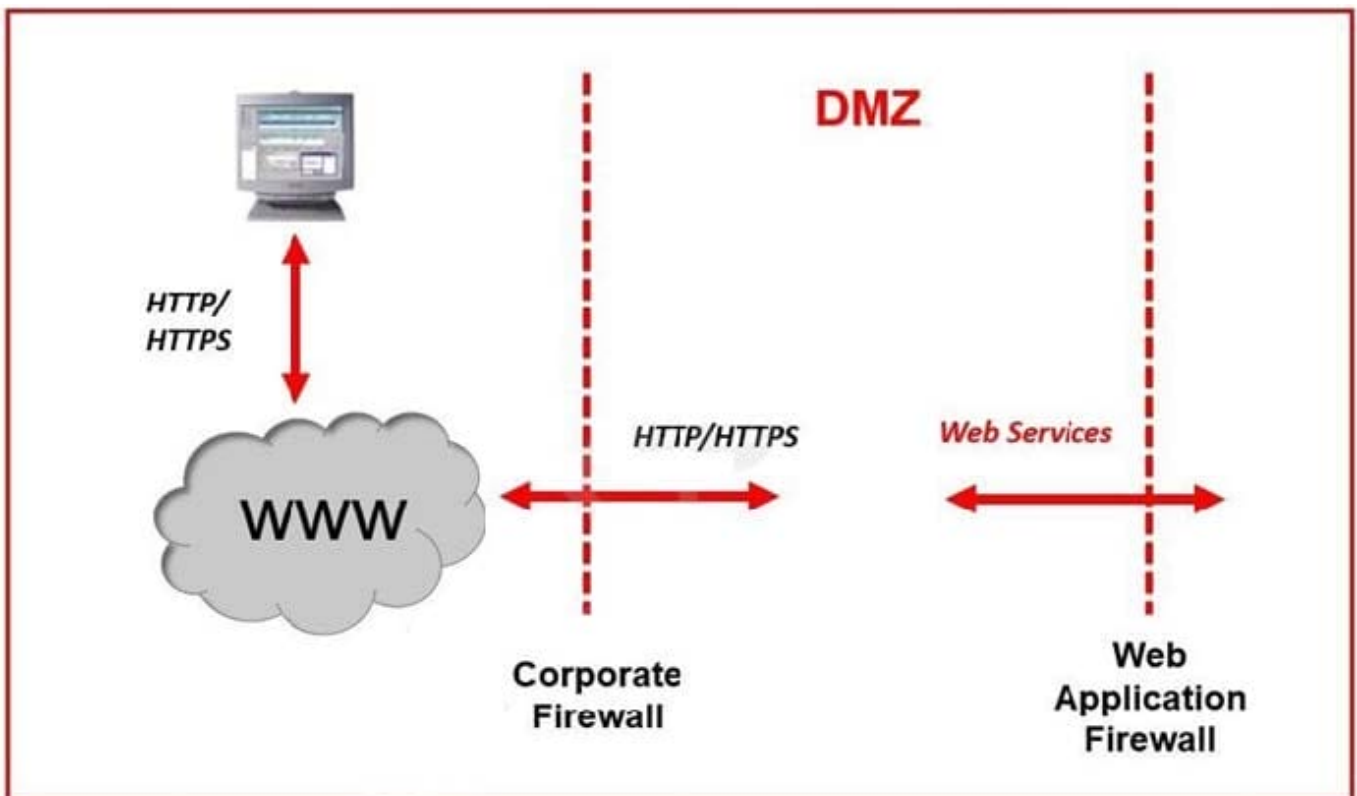 DMZ
HTTP/
HTTPS
HTTP/HTTPS
Web Services
WWW
Corporate
Firewall
Web
Application
Firewall